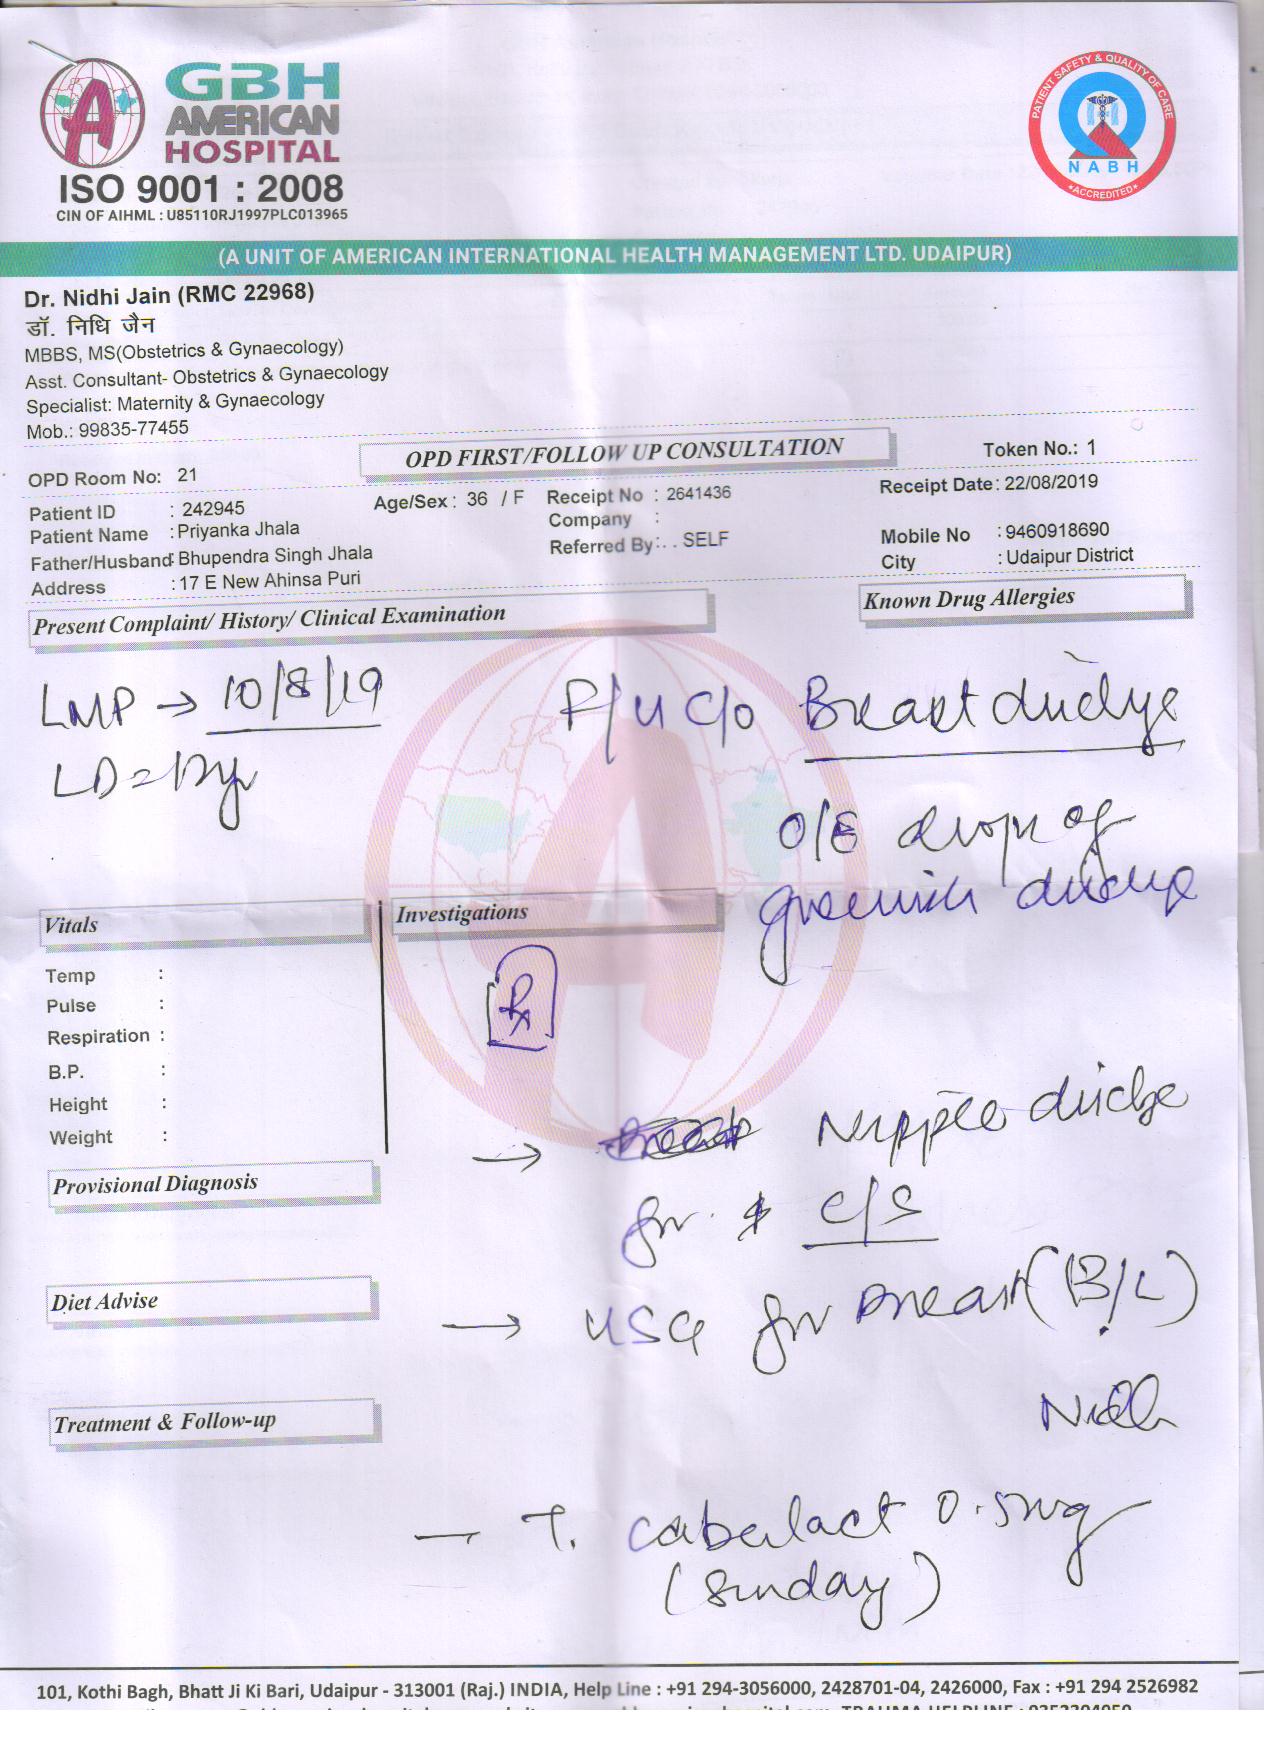 GBH
AMERICAN
HOSPITAL
ISO 9001 : 2008
CIN OF AIHML : U85110RJ1997PLC013965
PATIENT SAFETY & QUALITY OF CARE
NABH
ACCREDITED
(A UNIT OF AMERICAN INTERNATIONAL HEALTH MANAGEMENT LTD. UDAIPUR)
Dr. Nidhi Jain (RMC 22968)
डॉ. निधि जैन
MBBS, MS(Obstetrics & Gynaecology)
Asst. Consultant- Obstetrics & Gynaecology
Specialist: Maternity & Gynaecology
Mob.: 99835-77455
OPD FIRST/FOLLOW UP CONSULTATION
Token No.: 1
OPD Room No: 21
Patient ID : 242945
Age/Sex : 36 / F
Receipt No : 2641436
Receipt Date: 22/08/2019
Patient Name : Priyanka Jhala
Company :
Mobile No : 9460918690
Father/Husband : Bhupendra Singh Jhala
Referred By: . . SELF
City : Udaipur District
Address : 17 E New Ahinsa Puri
Present Complaint/ History/ Clinical Examination
Known Drug Allergies
LMP → 10/8/19
c/o Breast
O/E drops of
greenish
Vitals
Investigations
Temp :
Pulse :
Respiration :
B.P. :
Height :
Weight :
Rx
→ Nipple
for C/S
Provisional Diagnosis
→ USG for Breast (B/L)
Diet Advise
Nidhi
Treatment & Follow-up
— T. Caberlact 0.5mg
(Sunday)
101, Kothi Bagh, Bhatt Ji Ki Bari, Udaipur - 313001 (Raj.) INDIA, Help Line : +91 294-3056000, 2428701-04, 2426000, Fax : +91 294 2526982